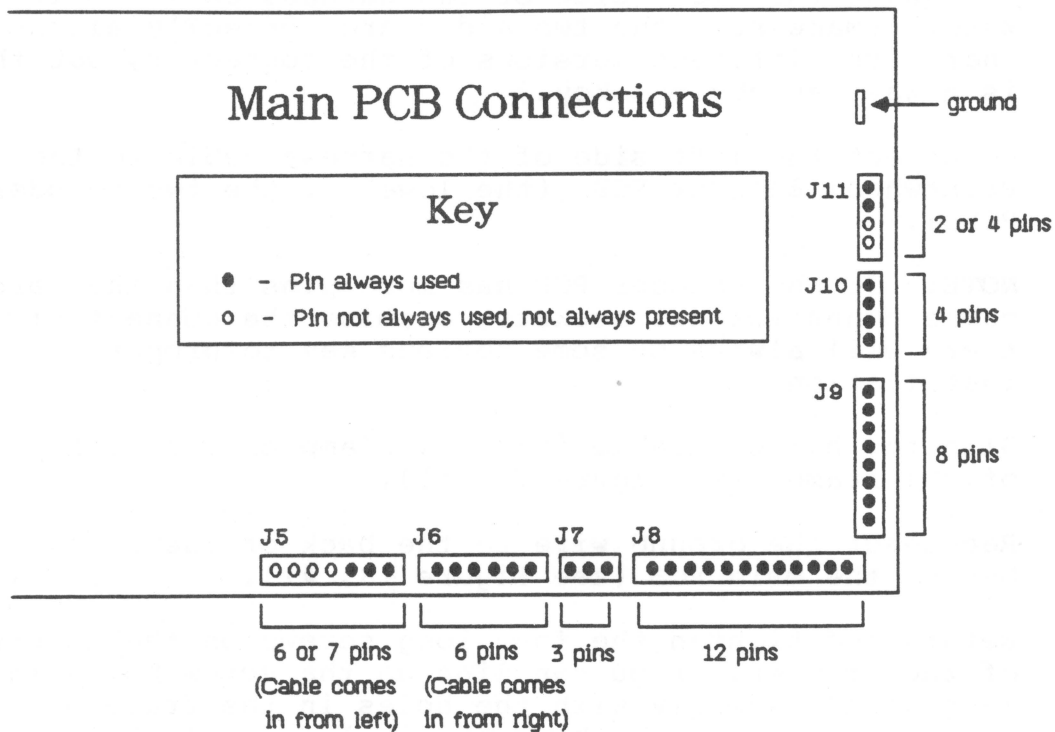 Main PCB Connections
ground
Key
● – Pin always used
o – Pin not always used, not always present
J11
2 or 4 pins
J10
4 pins
J9
8 pins
J5
J6
J7
J8
6 or 7 pins
(Cable comes
in from left)
6 pins
(Cable comes
in from right)
3 pins
12 pins